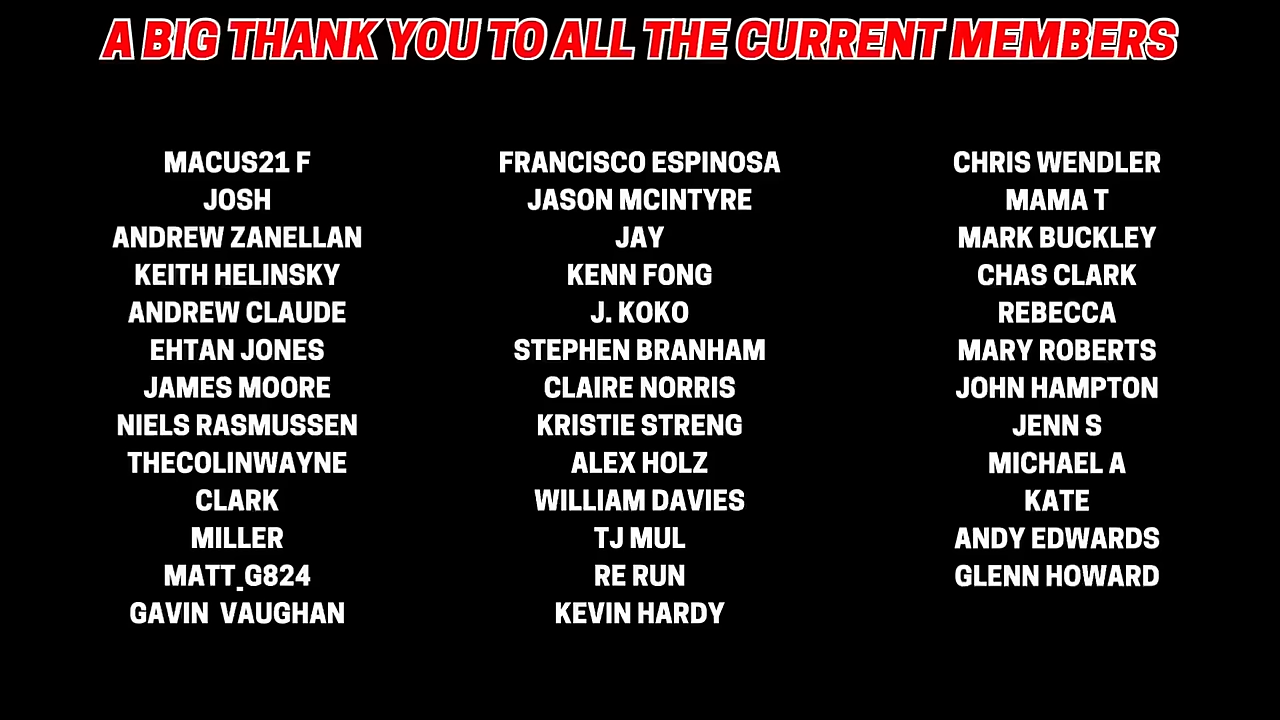 A BIG THANK YOU TO ALL THE CURRENT MEMBERS
MACUS21 F
JOSH
ANDREW ZANELLAN
KEITH HELINSKY
ANDREW CLAUDE
EHTAN JONES
JAMES MOORE
NIELS RASMUSSEN
THECOLINWAYNE
CLARK
MILLER
MATT_G824
GAVIN  VAUGHAN
FRANCISCO ESPINOSA
JASON MCINTYRE
JAY
KENN FONG
J. KOKO
STEPHEN BRANHAM
CLAIRE NORRIS
KRISTIE STRENG
ALEX HOLZ
WILLIAM DAVIES
TJ MUL
RE RUN
KEVIN HARDY
CHRIS WENDLER
MAMA T
MARK BUCKLEY
CHAS CLARK
REBECCA
MARY ROBERTS
JOHN HAMPTON
JENN S
MICHAEL A
KATE
ANDY EDWARDS
GLENN HOWARD